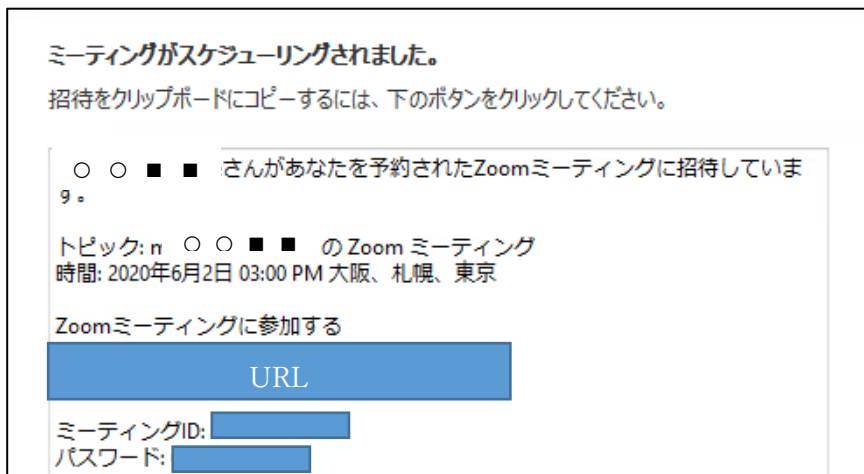 ミーティングがスケジューリングされました。
招待をクリップボードにコピーするには、下のボタンをクリックしてください。
○ ○ ■ ■ さんがあなたを予約されたZoomミーティングに招待していま
す。
トピック: n ○ ○ ■ ■ の Zoom ミーティング
時間: 2020年6月2日 03:00 PM 大阪、札幌、東京
Zoomミーティングに参加する
URL
ミーティングID:
パスワード: